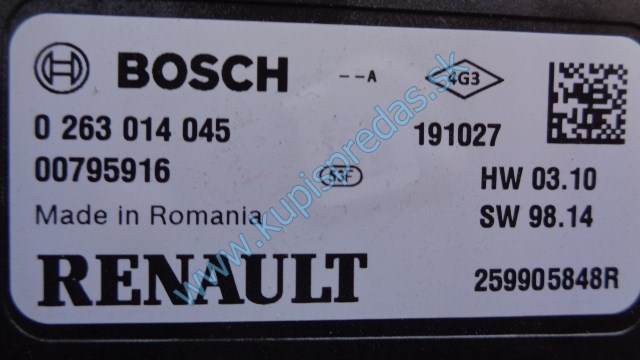 BOSCH --A 4G3
0 263 014 045 191027
00795916 53F HW 03.10
Made in Romania SW 98.14
RENAULT 259905848R
www.kupispredas.sk